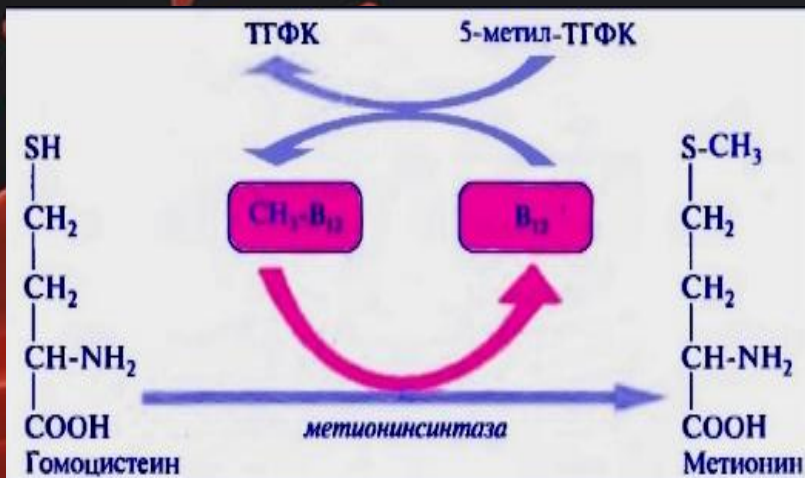 ТГФК 5-метил-ТГФК
SH
CH₂
CH₂
CH-NH₂
COOH
Гомоцистеин
CH₃-B₁₂
B₁₂
метионинсинтаза
S-CH₃
CH₂
CH₂
CH-NH₂
COOH
Метионин